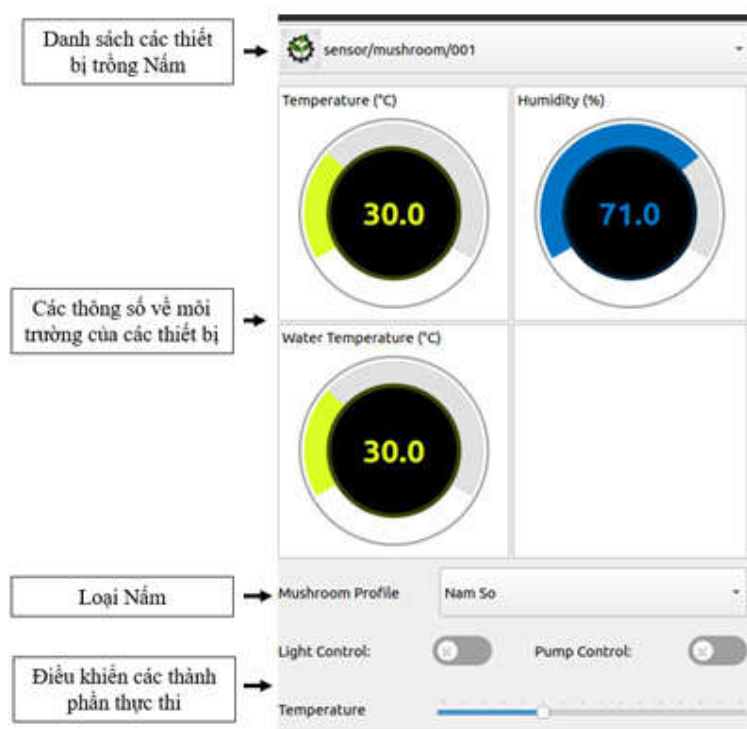 Danh sách các thiết
bị trồng Nấm
sensor/mushroom/001
Temperature (°C)
Humidity (%)
30.0
71.0
Các thông số về môi
trường của các thiết bị
Water Temperature (°C)
30.0
Loại Nấm
Mushroom Profile
Nam So
Light Control:
Pump Control:
Điều khiển các thành
phần thực thi
Temperature